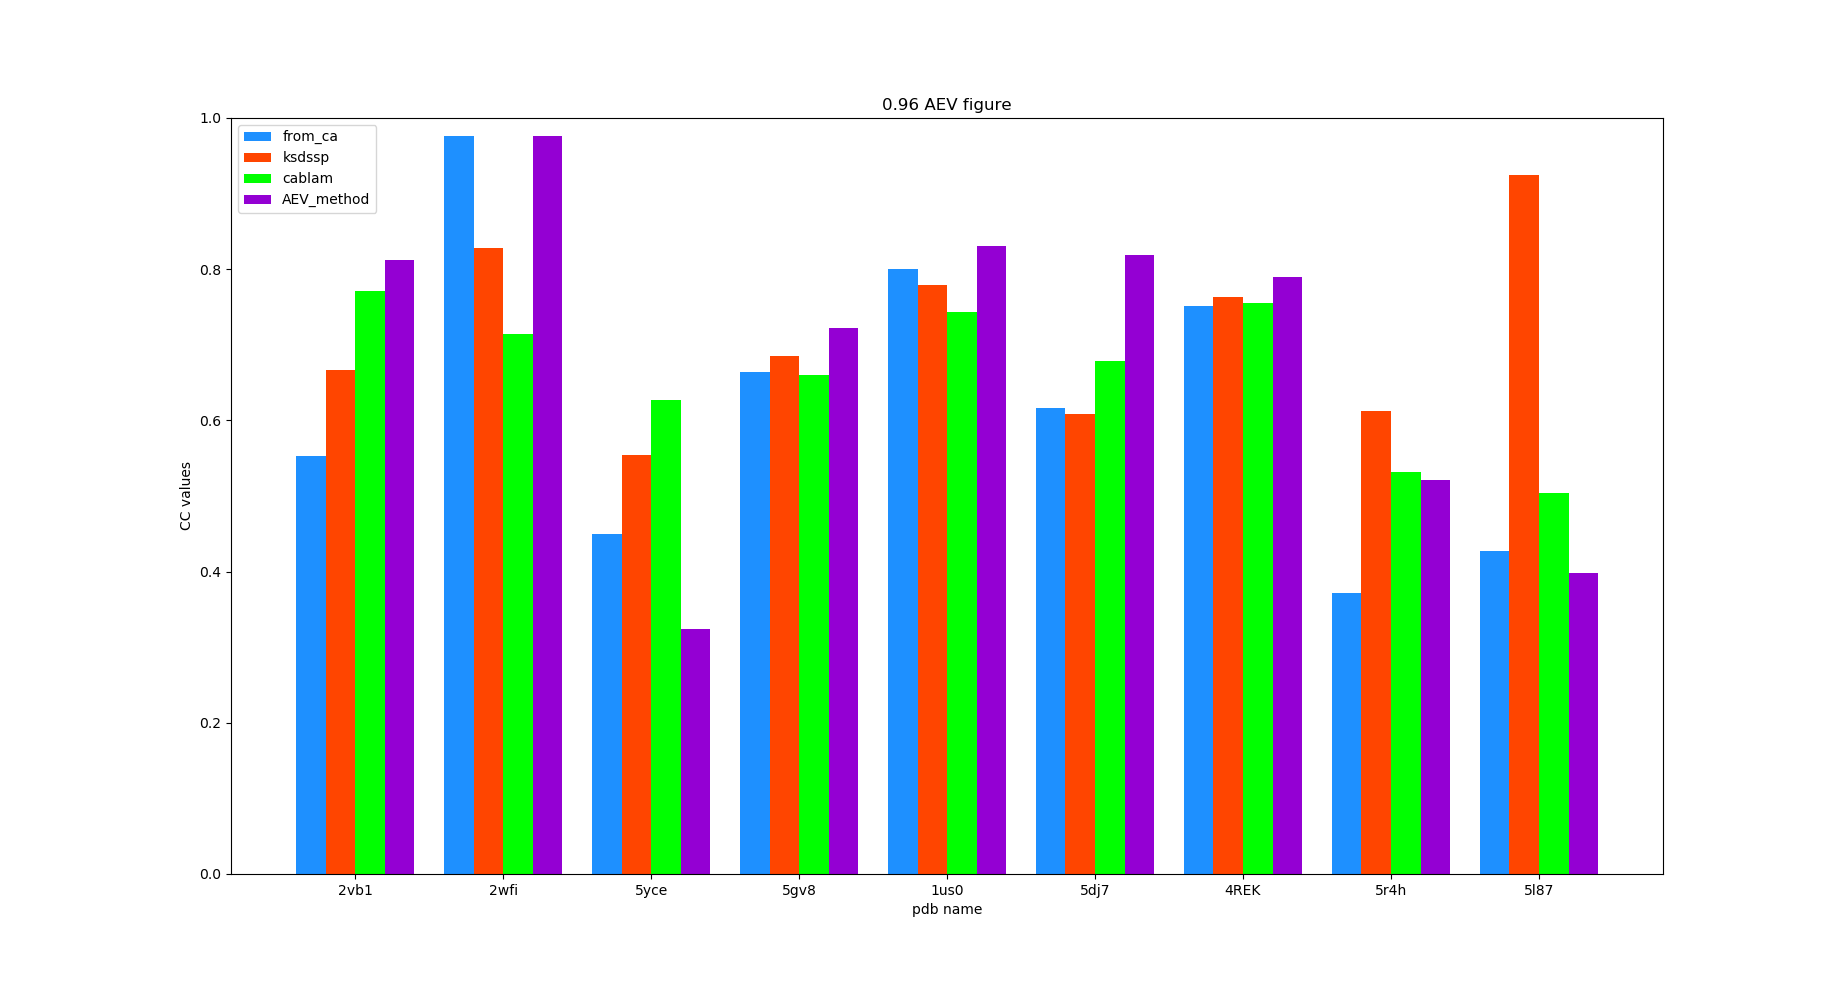 0.96 AEV figure
1.0
0.8
0.6
0.4
0.2
0.0
CC values
from_ca
ksdssp
cablam
AEV_method
2vb1 2wfi 5yce 5gv8 1us0 5dj7 4REK 5r4h 5l87
pdb name